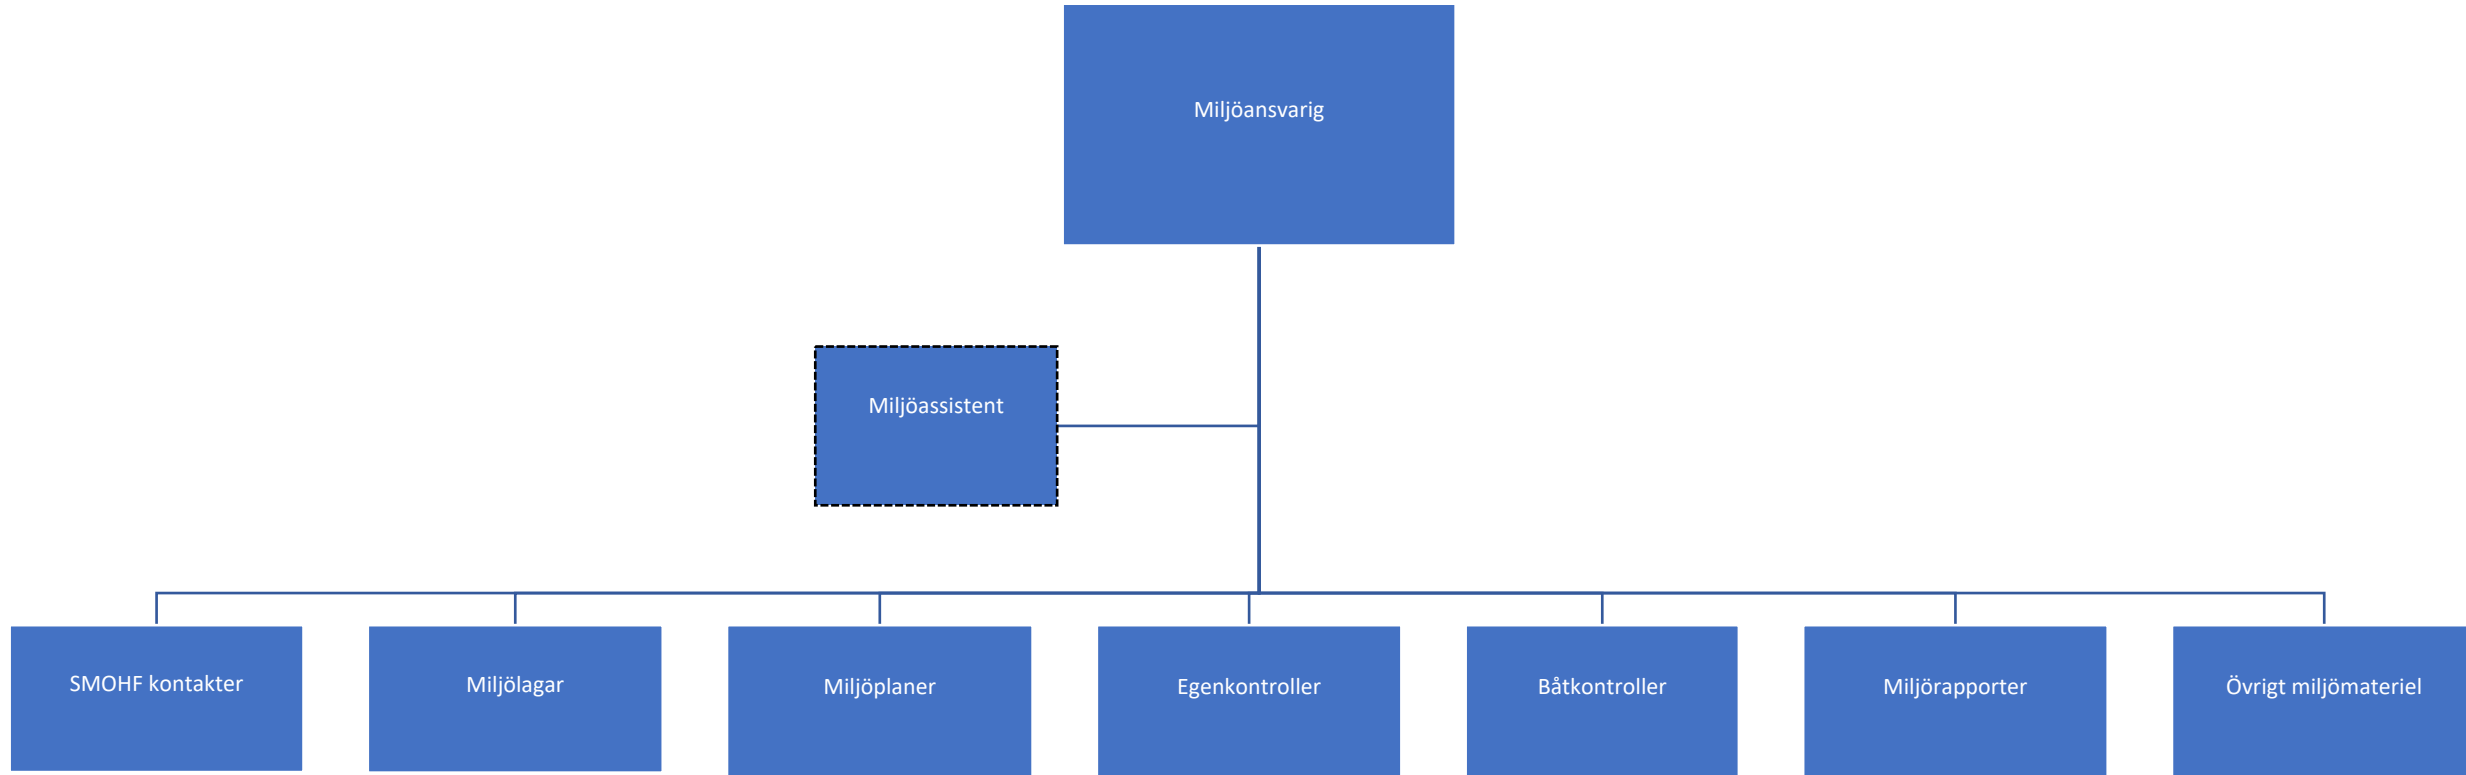 Miljöansvarig
Miljöassistent
SMOHF kontakter
Miljölagar
Miljöplaner
Egenkontroller
Båtkontroller
Miljörapporter
Övrigt miljömateriel